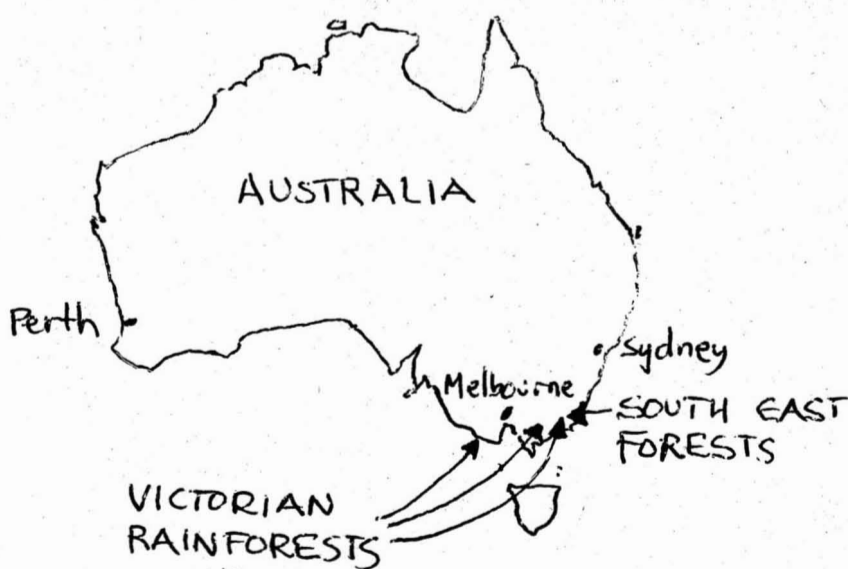 AUSTRALIA
Perth
Sydney
Melbourne
SOUTH EAST
FORESTS
VICTORIAN
RAINFORESTS